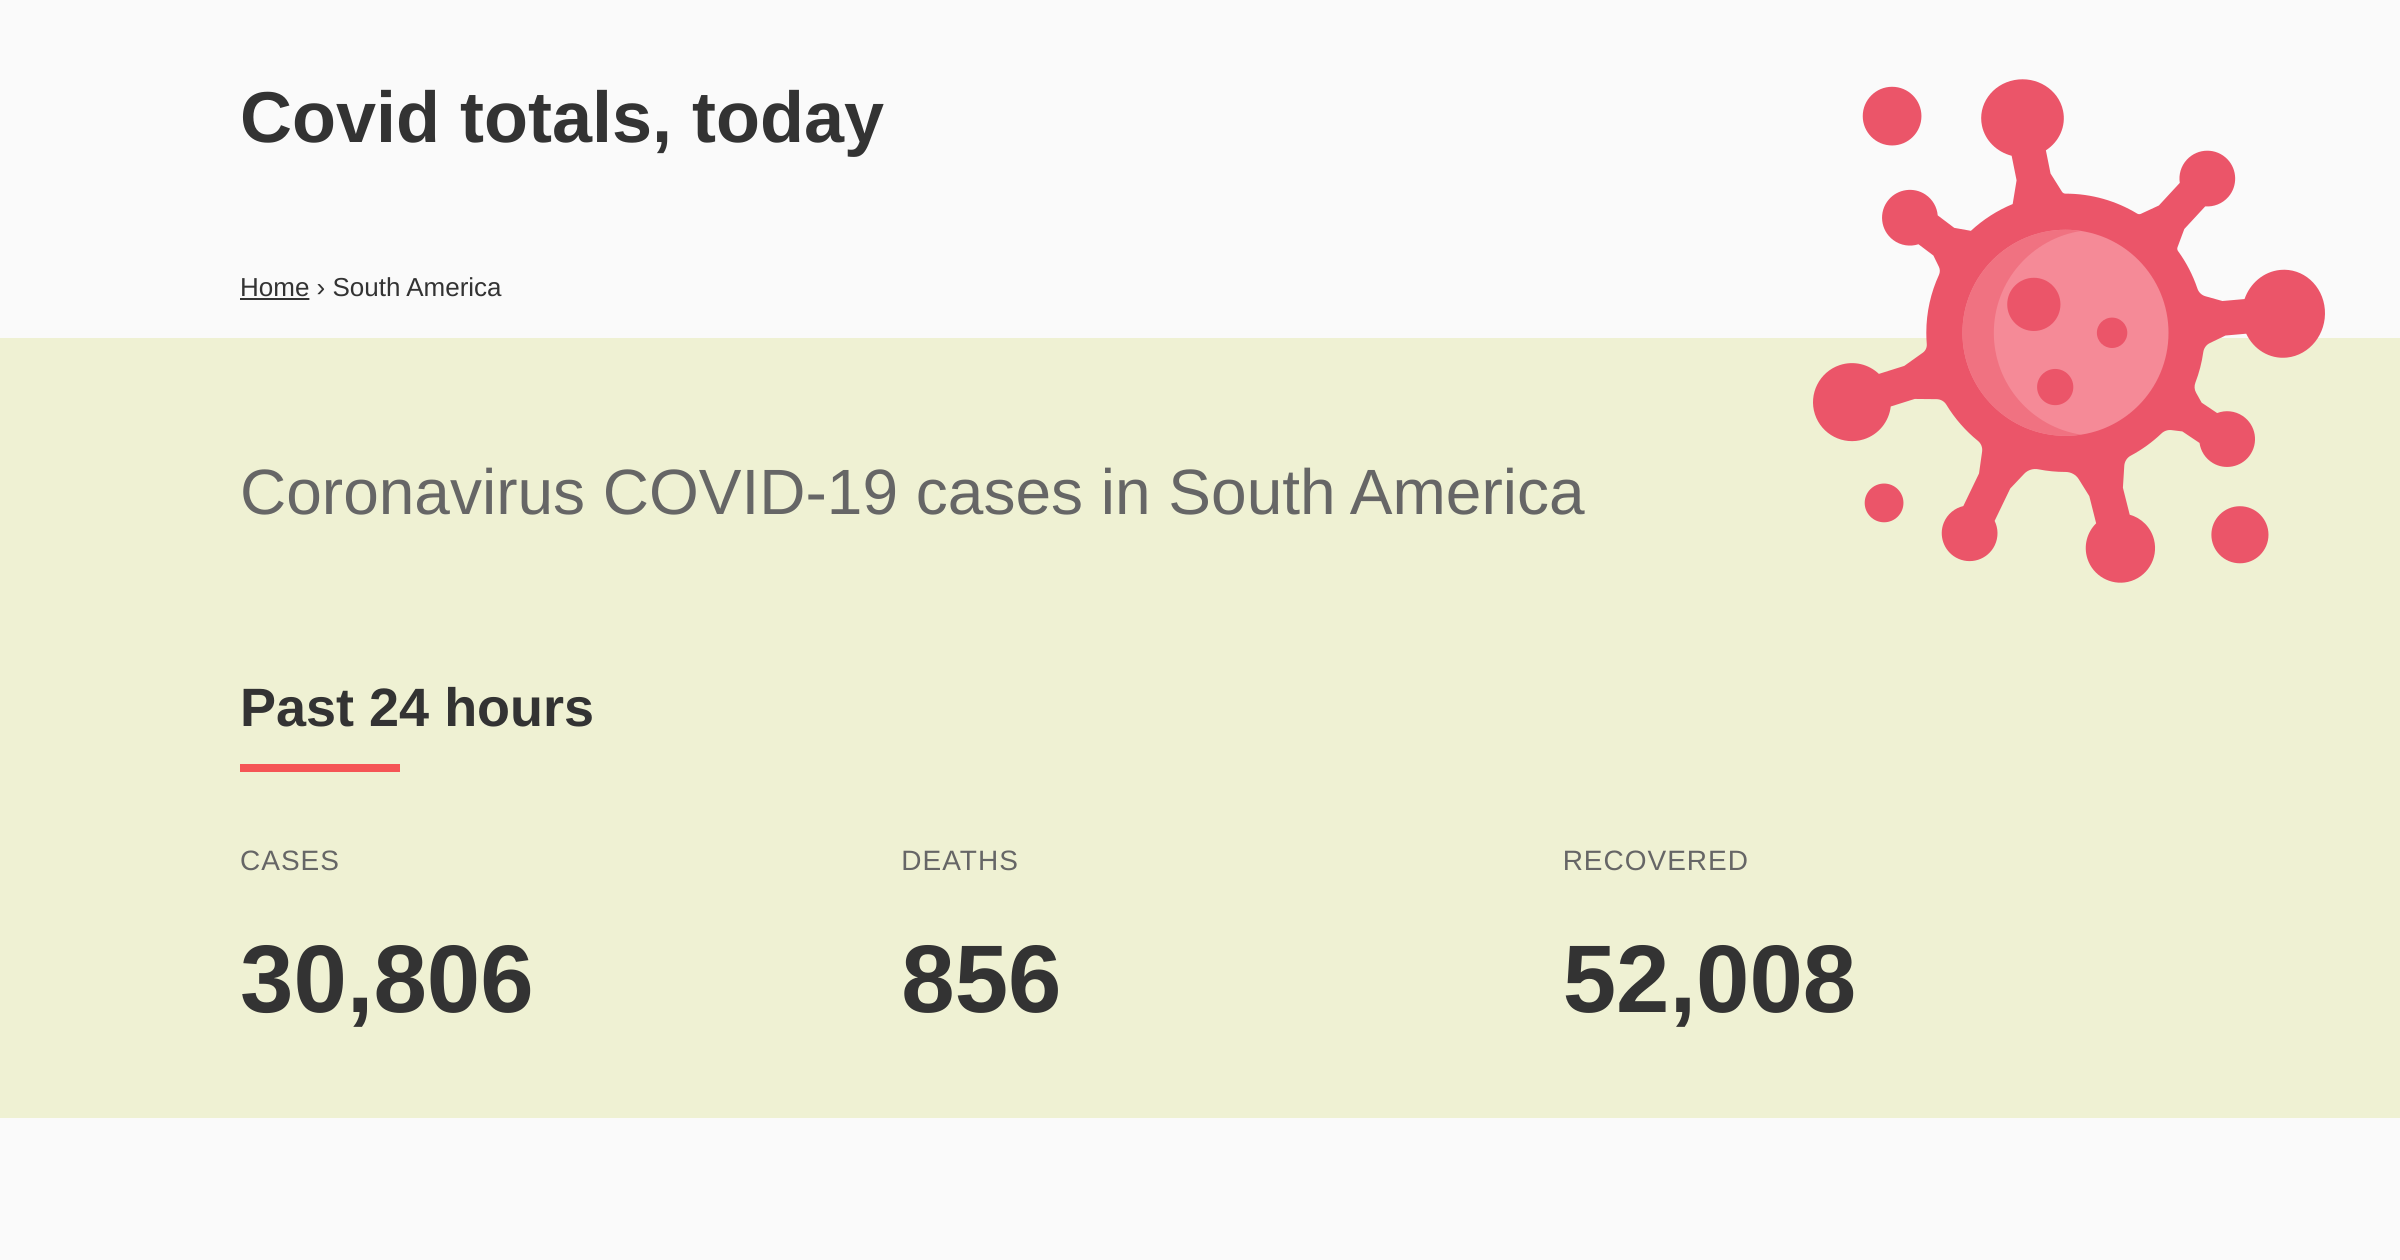 Covid totals, today
Home › South America
Coronavirus COVID-19 cases in South America
Past 24 hours
CASES
DEATHS
RECOVERED
30,806
856
52,008